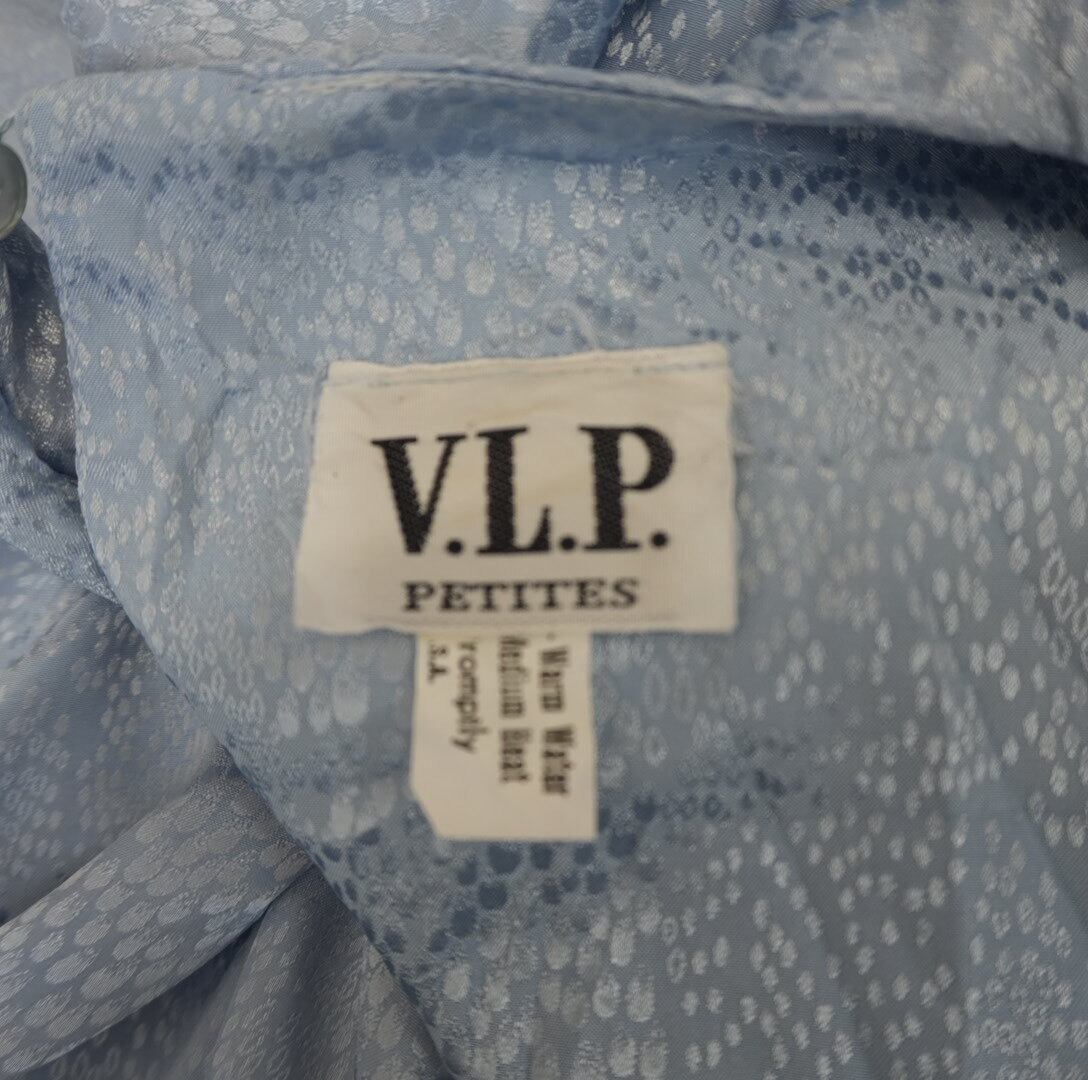 V.L.P.
PETITES
- Warm Water
Medium Heat
romptly
.S.A.